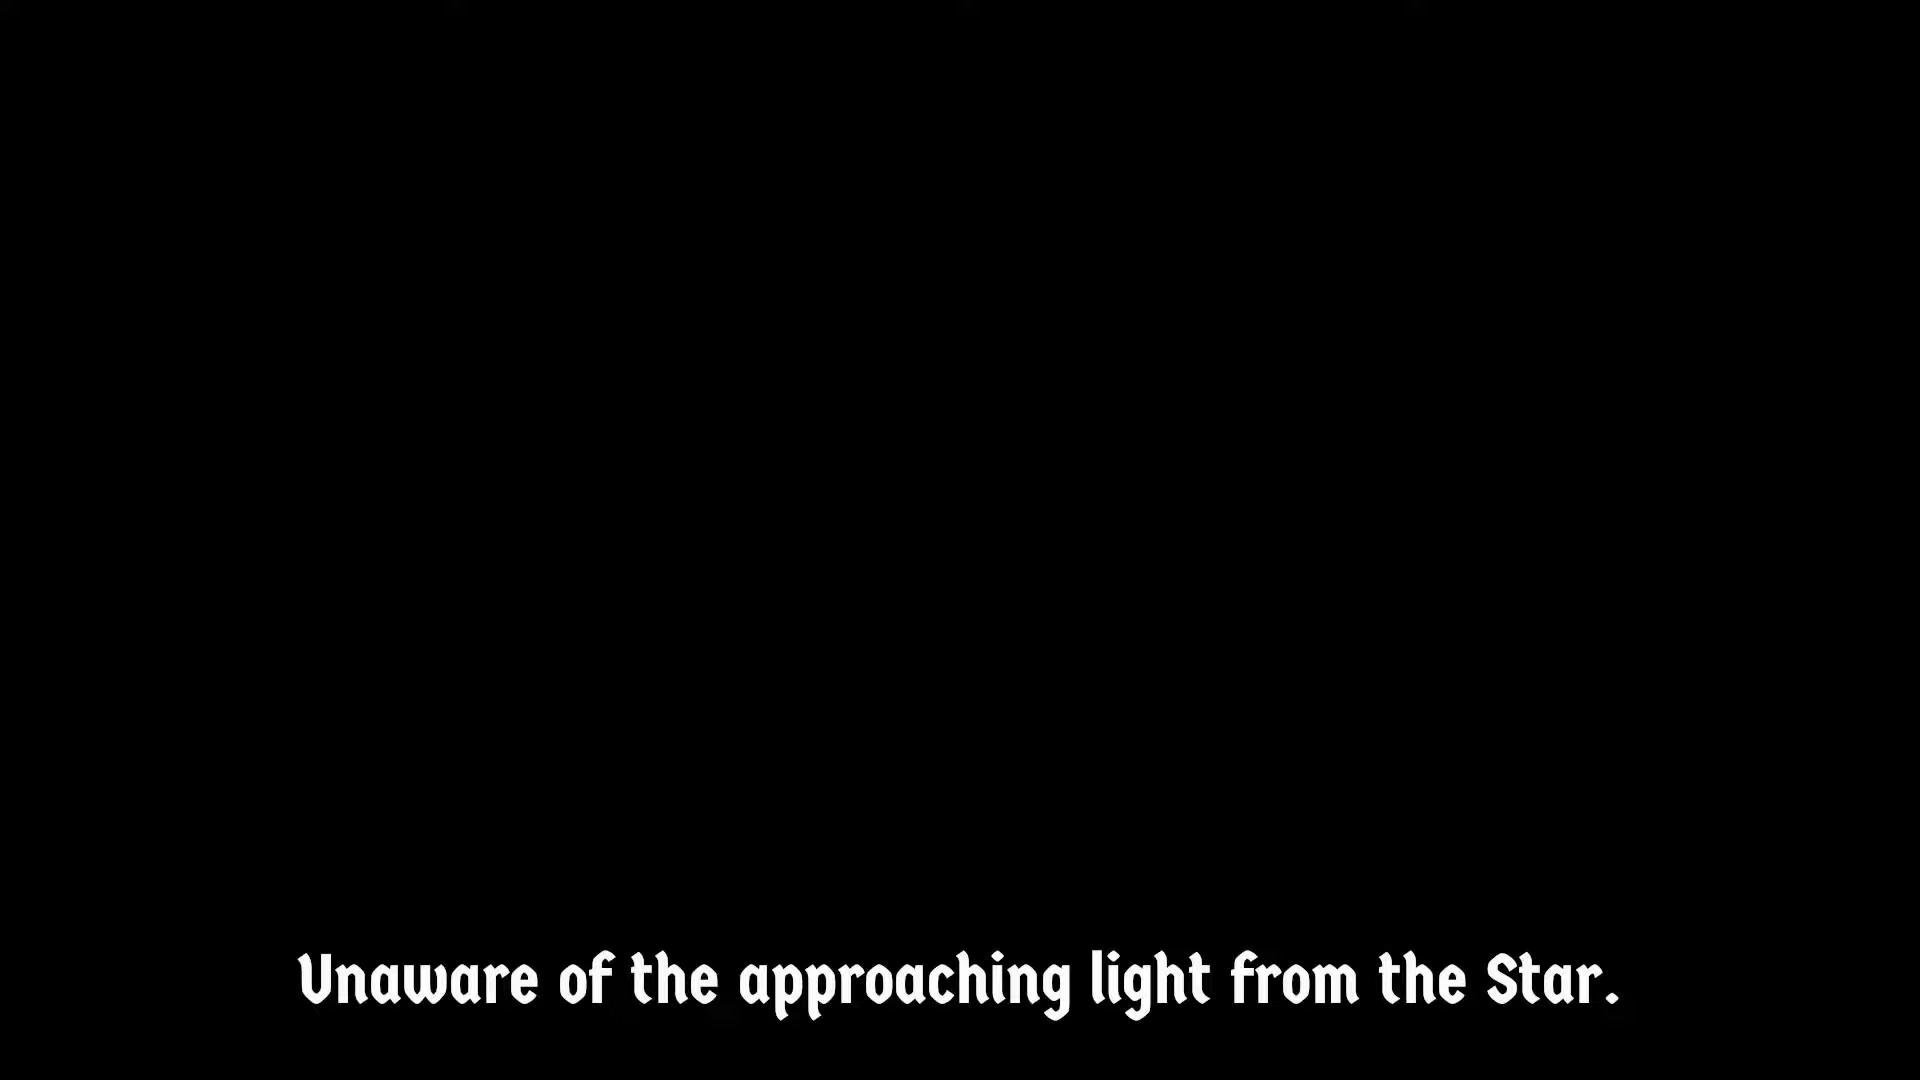 Unaware of the approaching light from the Star.